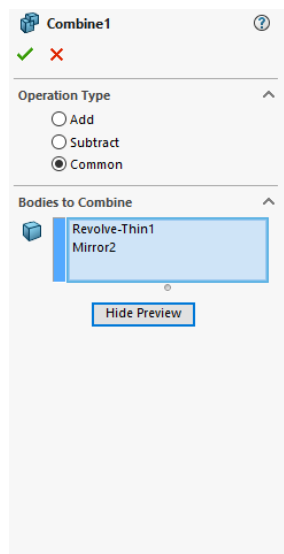 Combine1
Operation Type
Add
Subtract
Common
Bodies to Combine
Revolve-Thin1
Mirror2
Hide Preview